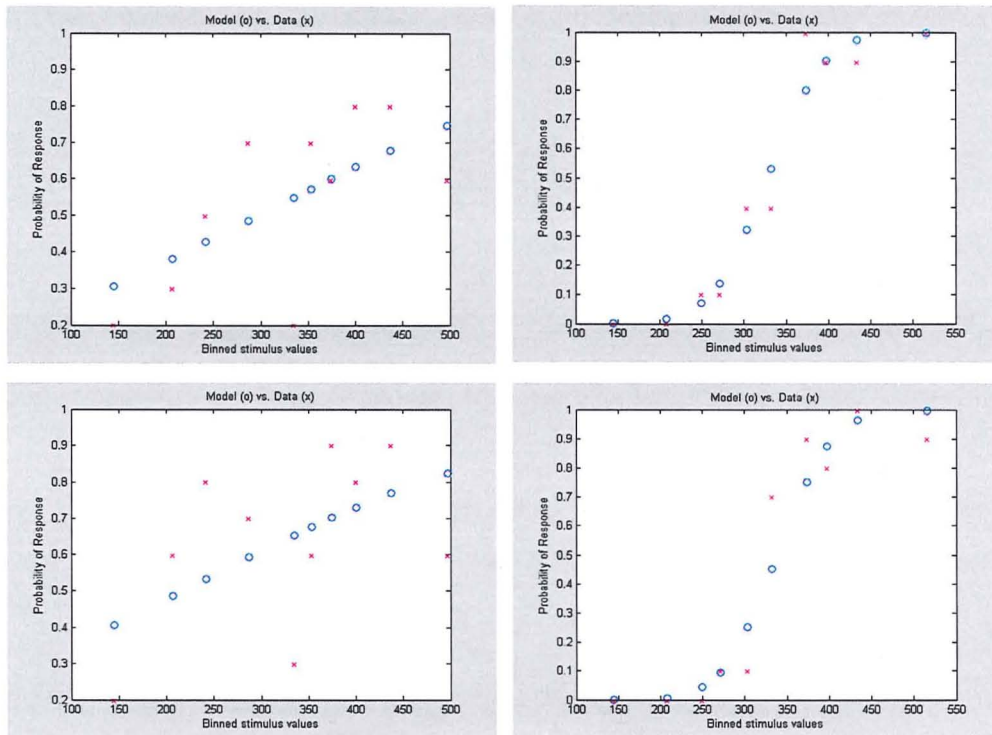 Model (o) vs. Data (x)
1
0.9
0.8
0.7
0.6
0.5
0.4
0.3
0.2
Probability of Response
100 150 200 250 300 350 400 450 500
Binned stimulus values
Model (o) vs. Data (x)
1
0.9
0.8
0.7
0.6
0.5
0.4
0.3
0.2
0.1
0
Probability of Response
100 150 200 250 300 350 400 450 500 550
Binned stimulus values
Model (o) vs. Data (x)
1
0.9
0.8
0.7
0.6
0.5
0.4
0.3
0.2
Probability of Response
100 150 200 250 300 350 400 450 500
Binned stimulus values
Model (o) vs. Data (x)
1
0.9
0.8
0.7
0.6
0.5
0.4
0.3
0.2
0.1
0
Probability of Response
100 150 200 250 300 350 400 450 500 550
Binned stimulus values